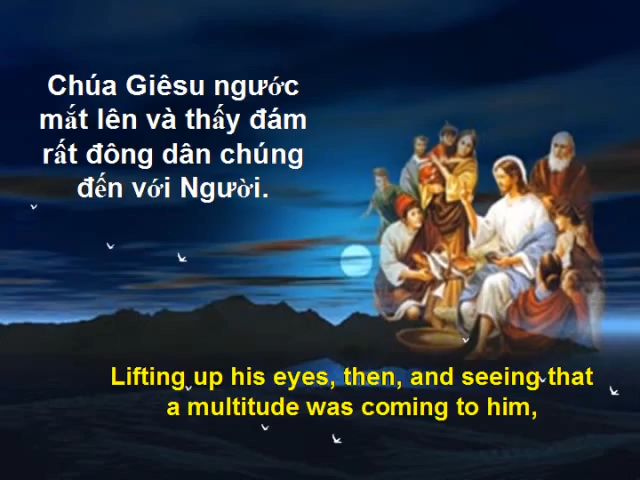 Chúa Giêsu ngước
mắt lên và thấy đám
rất đông dân chúng
đến với Người.
Lifting up his eyes, then, and seeing that
a multitude was coming to him,